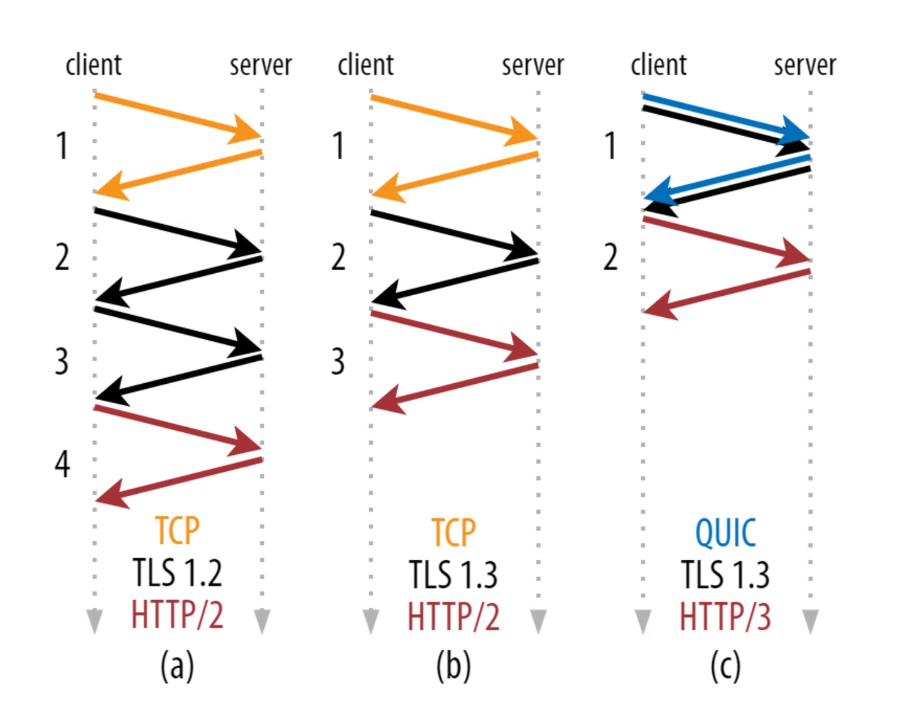 client server client server client server
1 1 1
2 2 2
3 3
4
TCP TCP QUIC
TLS 1.2 TLS 1.3 TLS 1.3
HTTP/2 HTTP/2 HTTP/3
(a) (b) (c)